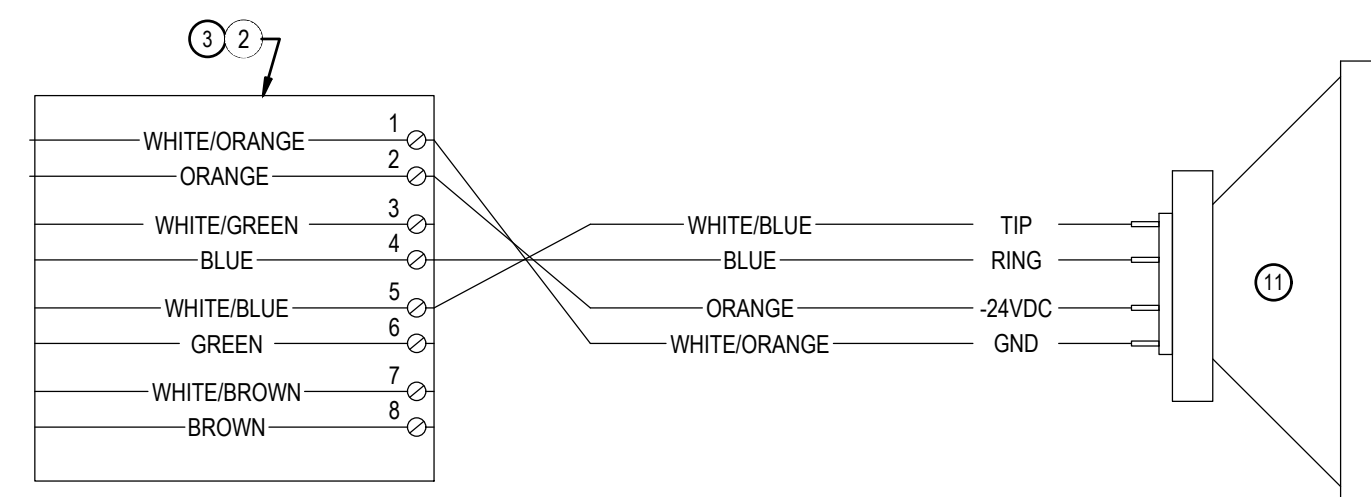 3 2
WHITE/ORANGE 1
ORANGE 2
WHITE/GREEN 3
BLUE 4
WHITE/BLUE 5
GREEN 6
WHITE/BROWN 7
BROWN 8
WHITE/BLUE TIP
BLUE RING
ORANGE -24VDC
WHITE/ORANGE GND
11